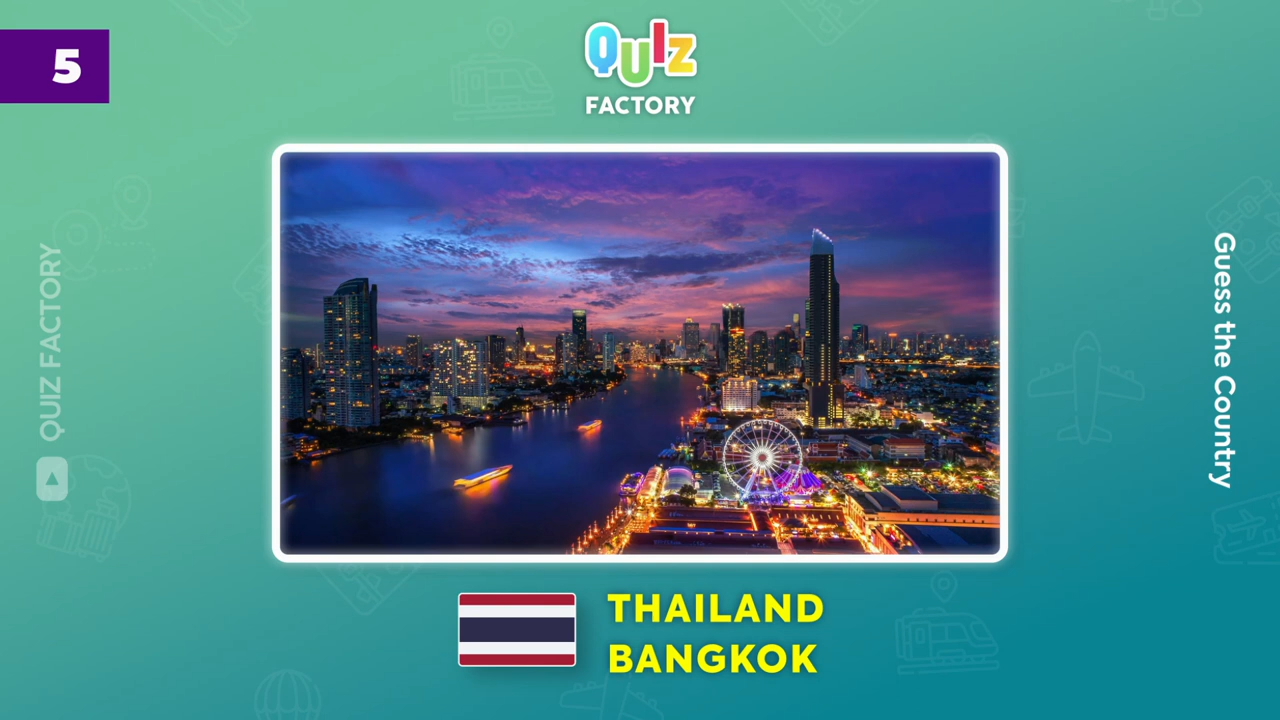 5
QUIZ
FACTORY
QUIZ FACTORY
Guess the Country
THAILAND
BANGKOK